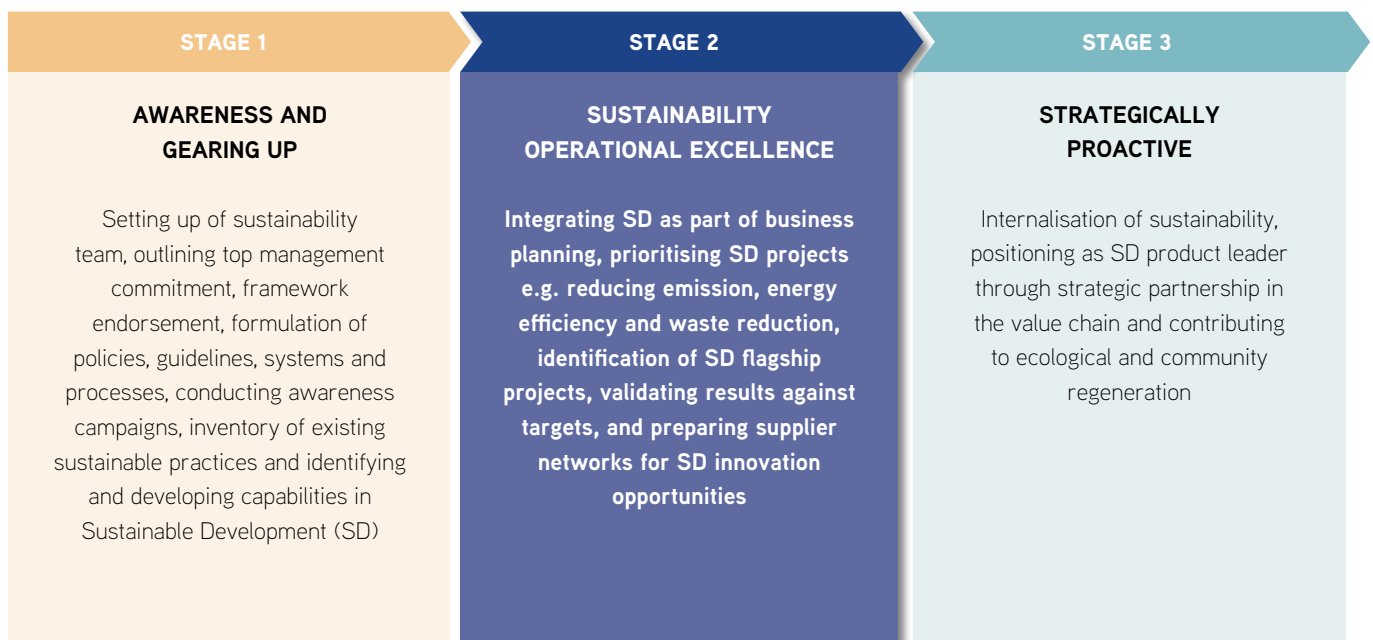 STAGE 1
AWARENESS AND
GEARING UP
Setting up of sustainability
team, outlining top management
commitment, framework
endorsement, formulation of
policies, guidelines, systems and
processes, conducting awareness
campaigns, inventory of existing
sustainable practices and identifying
and developing capabilities in
Sustainable Development (SD)
STAGE 2
SUSTAINABILITY
OPERATIONAL EXCELLENCE
Integrating SD as part of business
planning, prioritising SD projects
e.g. reducing emission, energy
efficiency and waste reduction,
identification of SD flagship
projects, validating results against
targets, and preparing supplier
networks for SD innovation
opportunities
STAGE 3
STRATEGICALLY
PROACTIVE
Internalisation of sustainability,
positioning as SD product leader
through strategic partnership in
the value chain and contributing
to ecological and community
regeneration